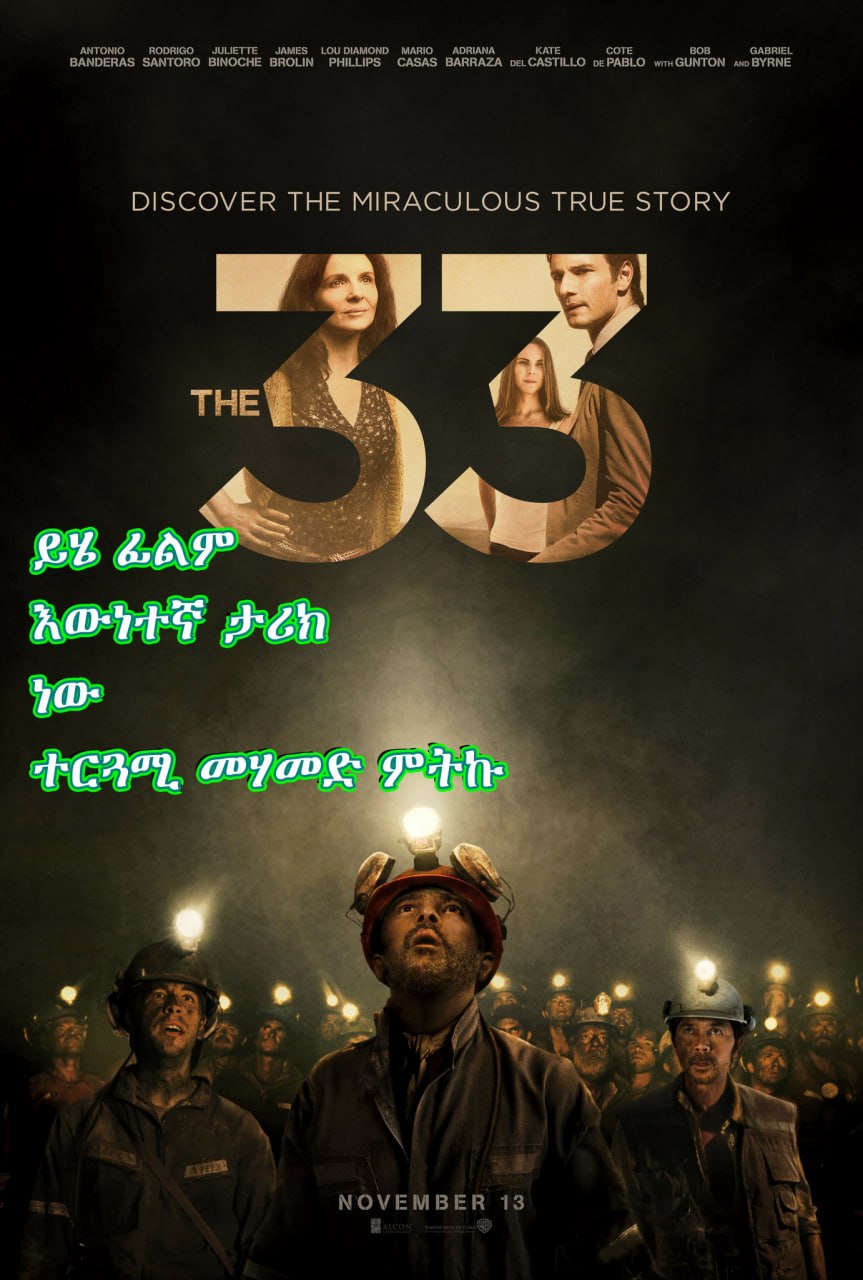 ANTONIO BANDERAS RODRIGO SANTORO JULIETTE BINOCHE JAMES BROLIN LOU DIAMOND PHILLIPS MARIO CASAS ADRIANA BARRAZA KATE DEL CASTILLO COTE DE PABLO WITH BOB GUNTON AND GABRIEL BYRNE
DISCOVER THE MIRACULOUS TRUE STORY
THE 33
ይሄ ፊልም
እውነተኛ ታሪክ
ነው
ተርጓሚ መሃመድ ምትኩ
NOVEMBER 13
ALCON